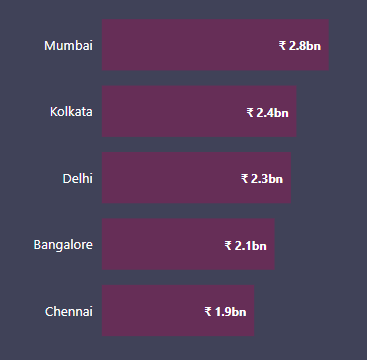 Mumbai ₹ 2.8bn
Kolkata ₹ 2.4bn
Delhi ₹ 2.3bn
Bangalore ₹ 2.1bn
Chennai ₹ 1.9bn